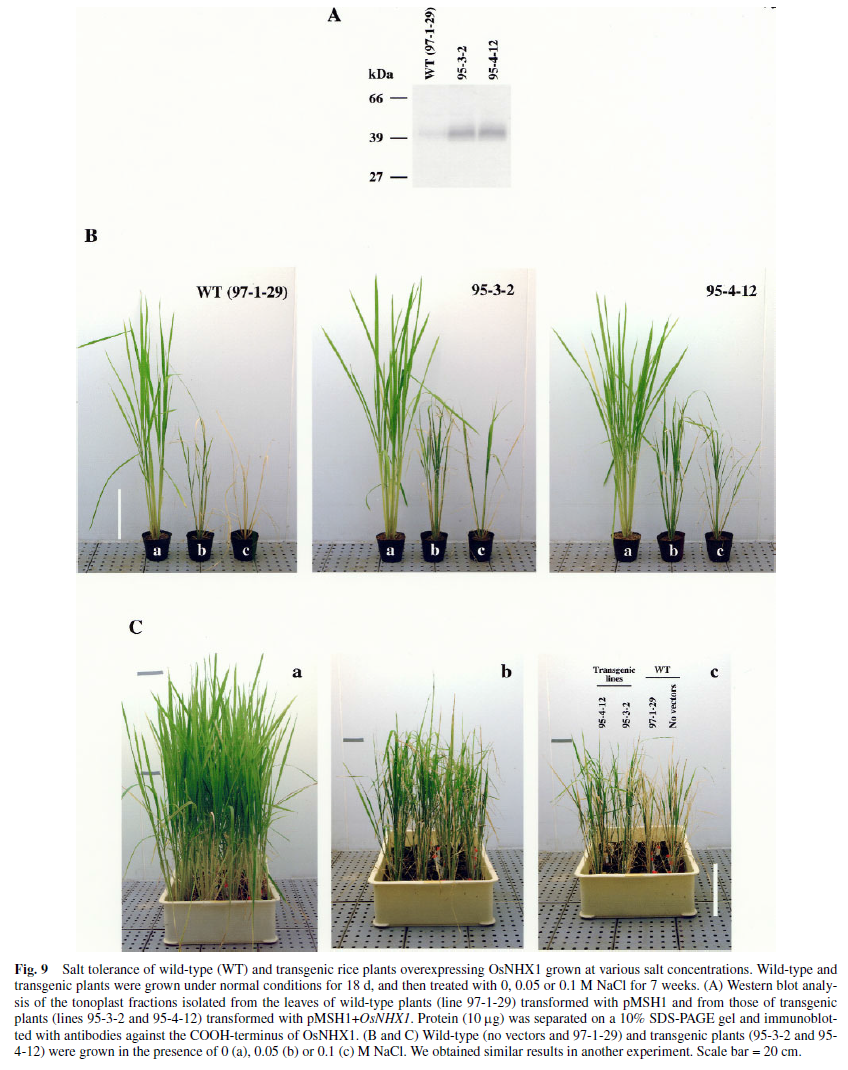 A
WT (97-1-29)
95-3-2
95-4-12
kDa
66
39
27
B
WT (97-1-29)
95-3-2
95-4-12
a
b
c
a
b
c
a
b
c
C
a
b
c
Transgenic
lines
WT
95-4-12
95-3-2
97-1-29
No vectors
Fig. 9 Salt tolerance of wild-type (WT) and transgenic rice plants overexpressing OsNHX1 grown at various salt concentrations. Wild-type and
transgenic plants were grown under normal conditions for 18 d, and then treated with 0, 0.05 or 0.1 M NaCl for 7 weeks. (A) Western blot analy-
sis of the tonoplast fractions isolated from the leaves of wild-type plants (line 97-1-29) transformed with pMSH1 and from those of transgenic
plants (lines 95-3-2 and 95-4-12) transformed with pMSH1+OsNHX1. Protein (10 μg) was separated on a 10% SDS-PAGE gel and immunoblot-
ted with antibodies against the COOH-terminus of OsNHX1. (B and C) Wild-type (no vectors and 97-1-29) and transgenic plants (95-3-2 and 95-
4-12) were grown in the presence of 0 (a), 0.05 (b) or 0.1 (c) M NaCl. We obtained similar results in another experiment. Scale bar = 20 cm.